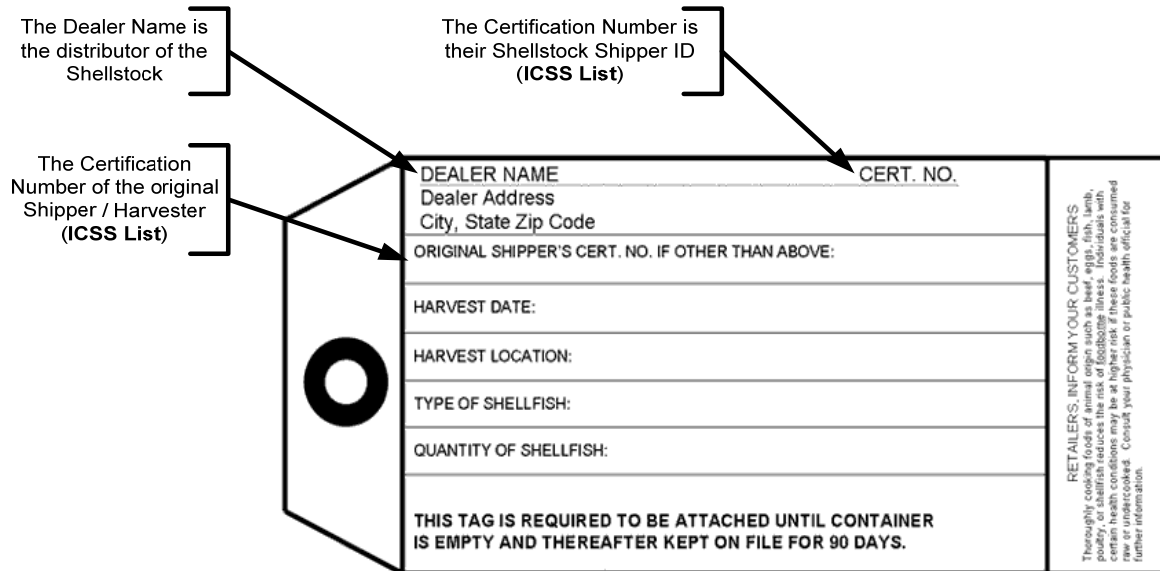 The Dealer Name is
the distributor of the
Shellstock
The Certification Number is
their Shellstock Shipper ID
(ICSS List)
The Certification
Number of the original
Shipper / Harvester
(ICSS List)
DEALER NAME CERT. NO.
Dealer Address
City, State Zip Code
ORIGINAL SHIPPER'S CERT. NO. IF OTHER THAN ABOVE:
HARVEST DATE:
HARVEST LOCATION:
TYPE OF SHELLFISH:
QUANTITY OF SHELLFISH:
THIS TAG IS REQUIRED TO BE ATTACHED UNTIL CONTAINER
IS EMPTY AND THEREAFTER KEPT ON FILE FOR 90 DAYS.
RETAILERS, INFORM YOUR CUSTOMERS
Thoroughly cooking foods of animal origin such as beef, eggs, fish, lamb,
poultry, or shellfish reduces the risk of foodborne illness. Individuals with
certain health conditions may be at higher risk if these foods are consumed
raw or undercooked. Consult your physician or public health official for
further information.